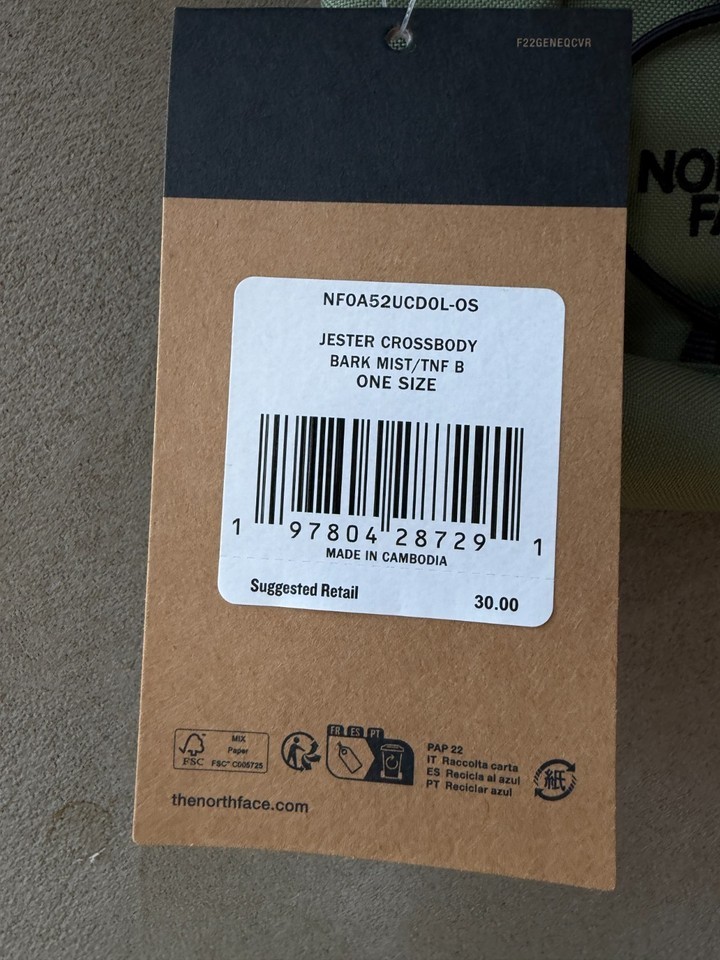 F22GENEQCVR
NF0A52UCD0L-OS
JESTER CROSSBODY
BARK MIST/TNF B
ONE SIZE
1 97804 28729 1
MADE IN CAMBODIA
Suggested Retail 30.00
FR ES PT
MIX
Paper
FSC
FSC® C005725
PAP 22
IT Raccolta carta
ES Recicla al azul
PT Reciclar azul
紙
thenorthface.com
NOR
FA